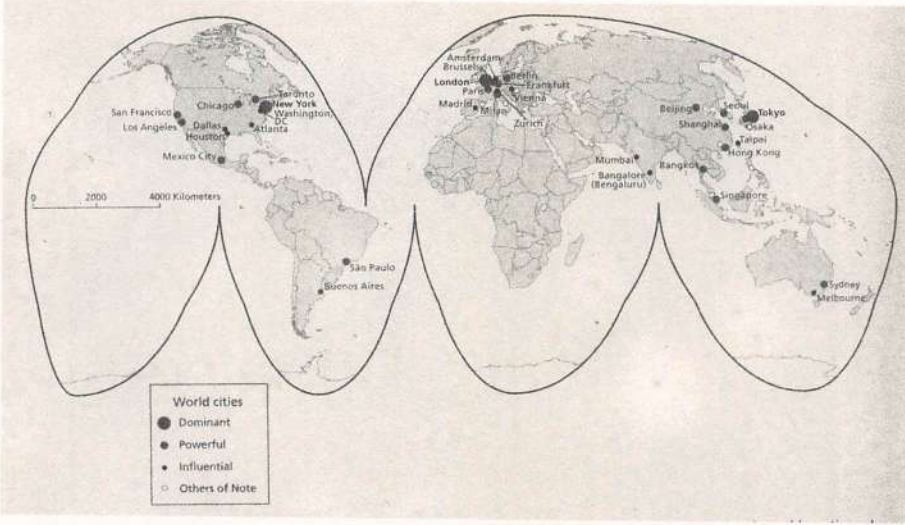 Amsterdam
Brussels
London
Paris
Madrid
Milan
Berlin
Frankfurt
Vienna
Zurich
Toronto
Chicago
New York
Washington,
DC
San Francisco
Los Angeles
Dallas
Houston
Atlanta
Mexico City
Beijing
Seoul
Tokyo
Shanghai
Osaka
Taipei
Hong Kong
Mumbai
Bangkok
Bangalore
(Bengaluru)
Singapore
0
2000
4000 Kilometers
São Paulo
Buenos Aires
Sydney
Melbourne
World cities
Dominant
Powerful
Influential
Others of Note